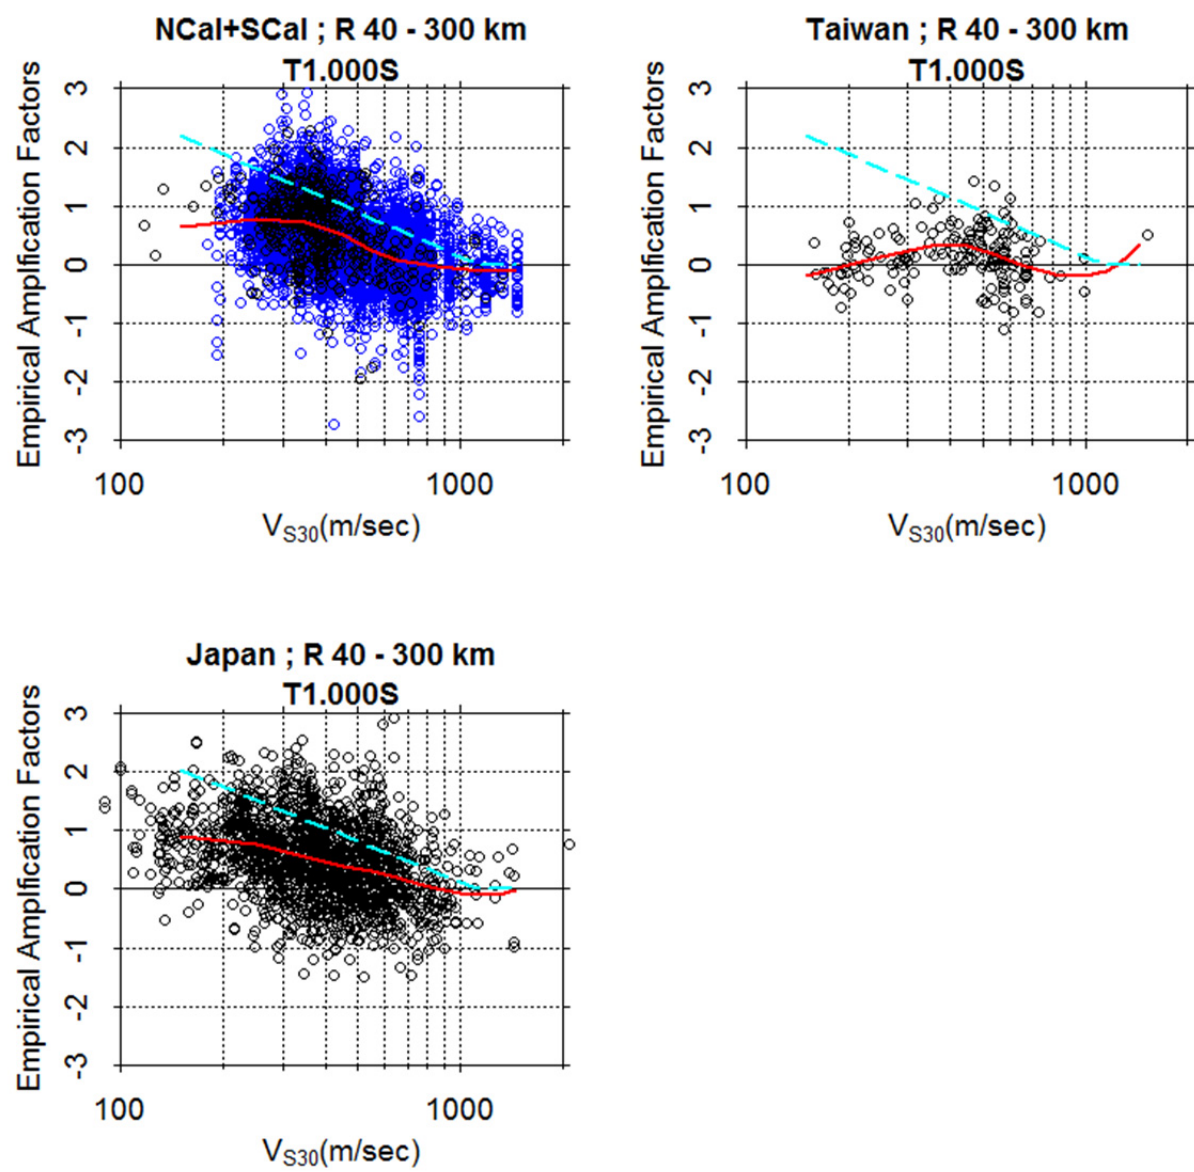 NCal+SCal ; R 40 - 300 km
T1.000S
Empirical Amplification Factors
3
2
1
0
-1
-2
-3
100
1000
V_S30(m/sec)
Taiwan ; R 40 - 300 km
T1.000S
Empirical Amplification Factors
3
2
1
0
-1
-2
-3
100
1000
V_S30(m/sec)
Japan ; R 40 - 300 km
T1.000S
Empirical Amplification Factors
3
2
1
0
-1
-2
-3
100
1000
V_S30(m/sec)